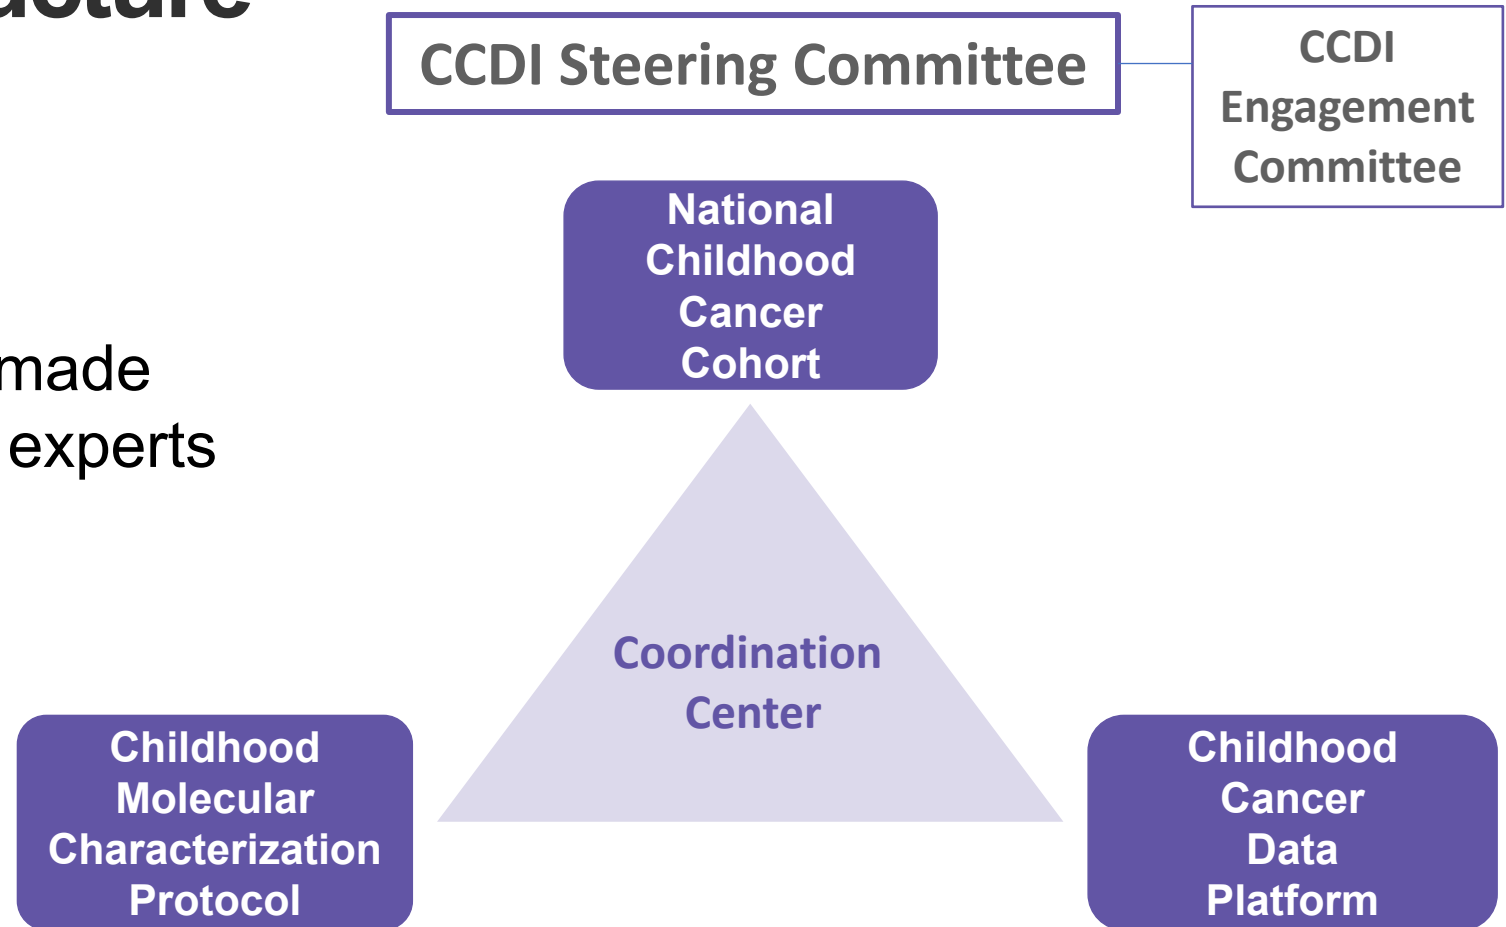 ucture
CCDI Steering Committee
CCDI
Engagement
Committee
National
Childhood
Cancer
Cohort
made
experts
Coordination
Center
Childhood
Molecular
Characterization
Protocol
Childhood
Cancer
Data
Platform